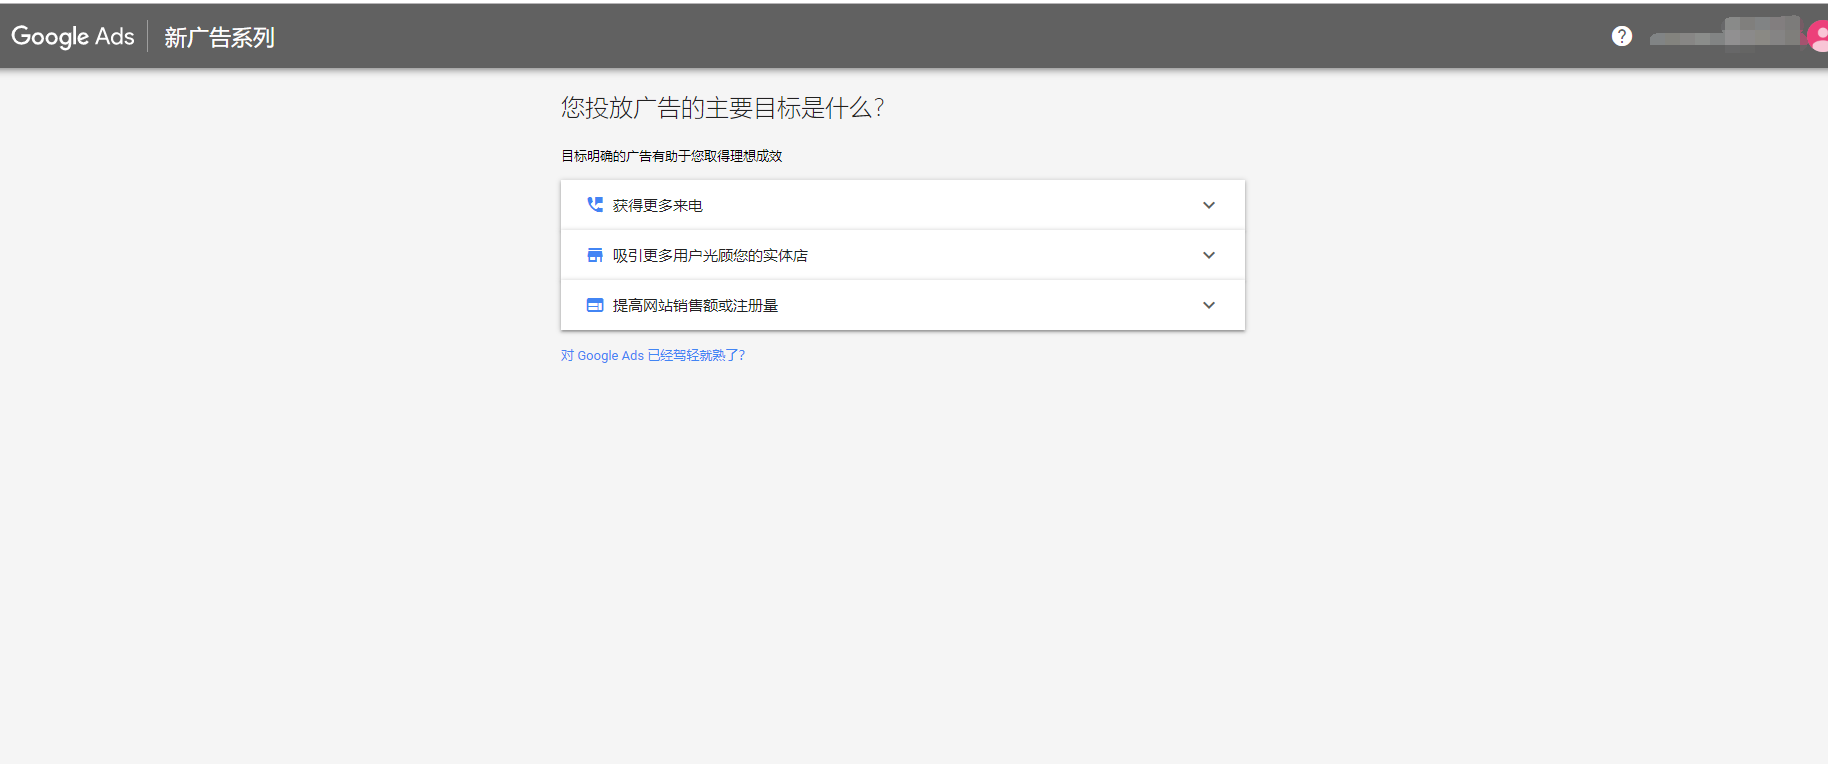 Google Ads 新广告系列
您投放广告的主要目标是什么？
目标明确的广告有助于您取得理想成效
获得更多来电
吸引更多用户光顾您的实体店
提高网站销售额或注册量
对 Google Ads 已经驾轻就熟了？